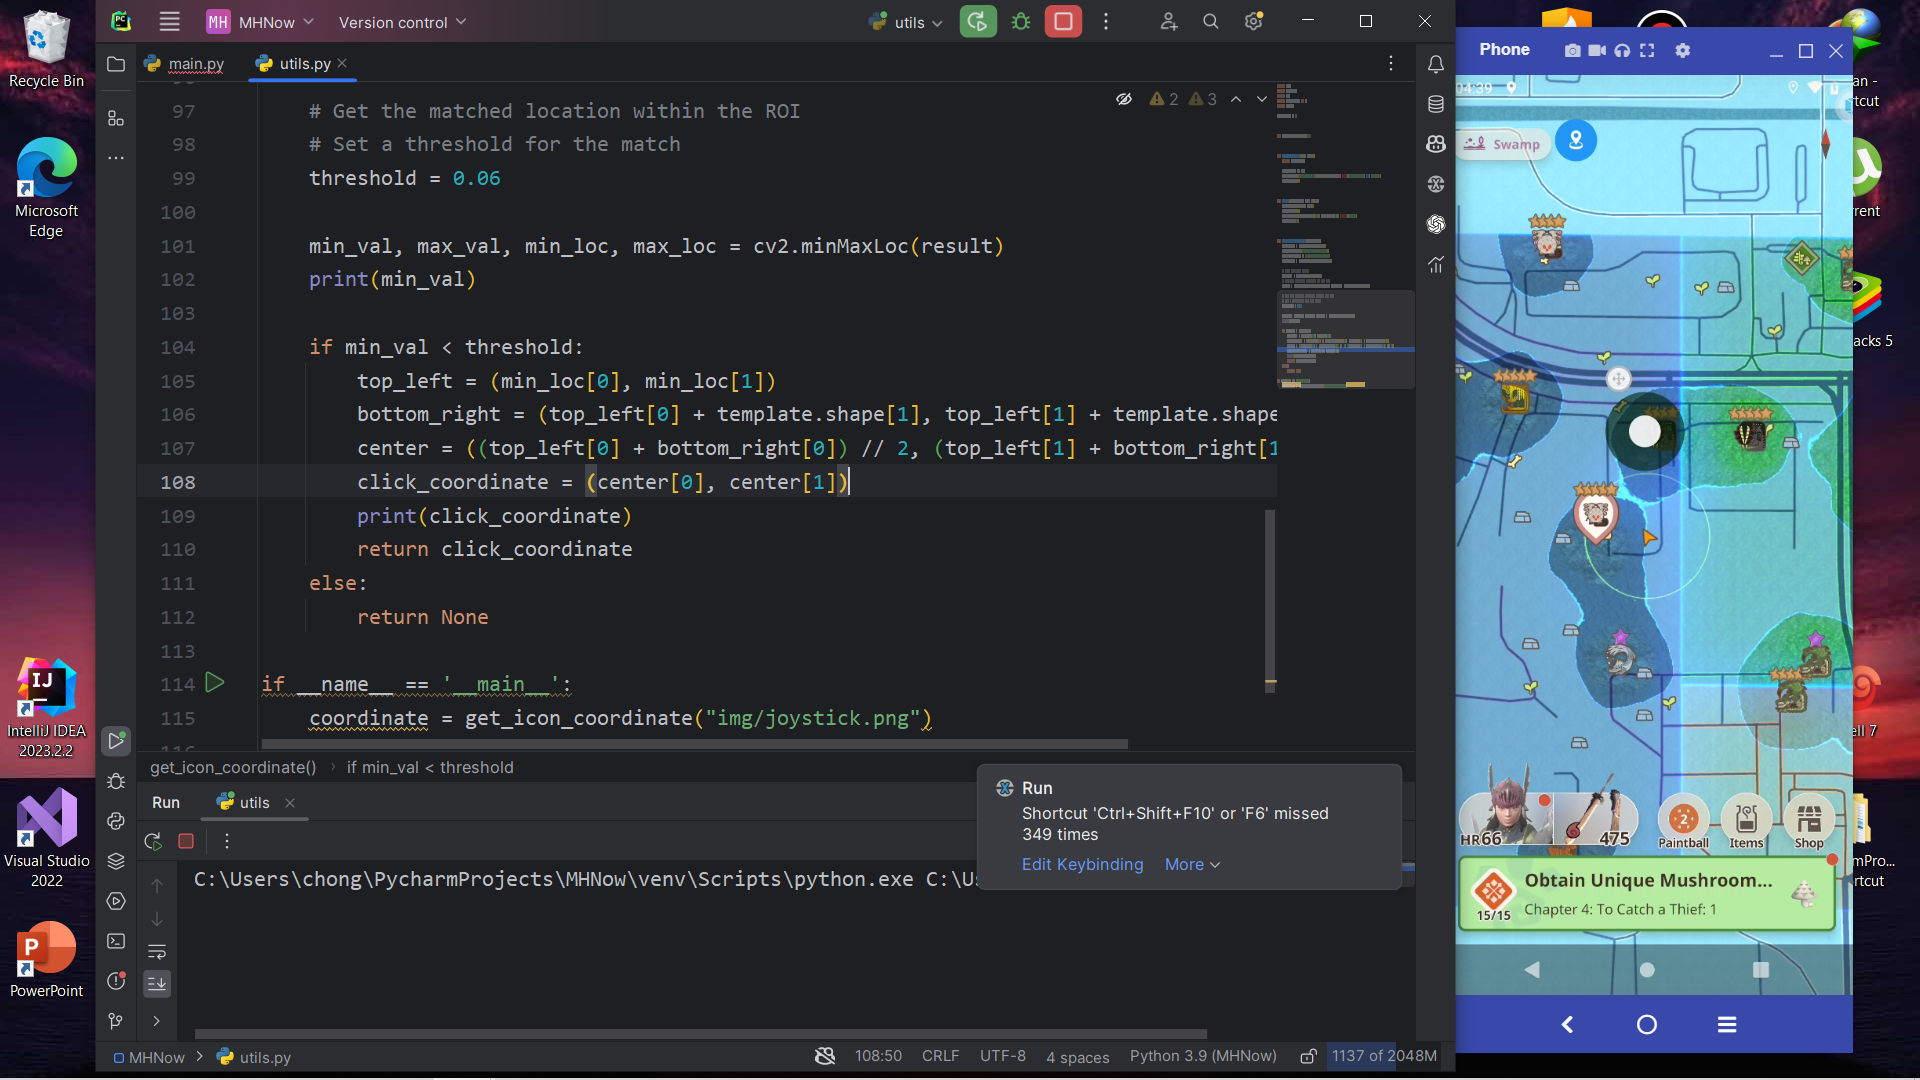 Recycle Bin
Microsoft
Edge
IntelliJ IDEA
2023.2.2
Visual Studio
2022
PowerPoint
MH MHNow
Version control
utils
main.py
utils.py
2 3
97 # Get the matched location within the ROI
98 # Set a threshold for the match
99 threshold = 0.06
100
101 min_val, max_val, min_loc, max_loc = cv2.minMaxLoc(result)
102 print(min_val)
103
104 if min_val < threshold:
105 top_left = (min_loc[0], min_loc[1])
106 bottom_right = (top_left[0] + template.shape[1], top_left[1] + template.shape
107 center = ((top_left[0] + bottom_right[0]) // 2, (top_left[1] + bottom_right[1
108 click_coordinate = (center[0], center[1])
109 print(click_coordinate)
110 return click_coordinate
111 else:
112 return None
113
114 if __name__ == '__main__':
115 coordinate = get_icon_coordinate("img/joystick.png")
get_icon_coordinate() › if min_val < threshold
Run
utils
C:\Users\chong\PycharmProjects\MHNow\venv\Scripts\python.exe C:\U
Run
Shortcut 'Ctrl+Shift+F10' or 'F6' missed
349 times
Edit Keybinding More
MHNow > utils.py
108:50 CRLF UTF-8 4 spaces Python 3.9 (MHNow) 1137 of 2048M
Phone
04:39
Swamp
HR66
475
2
Paintball
Items
Shop
15/15
Obtain Unique Mushroom...
Chapter 4: To Catch a Thief: 1
an -
tcut
rent
acks 5
ell 7
mPro...
rtcut